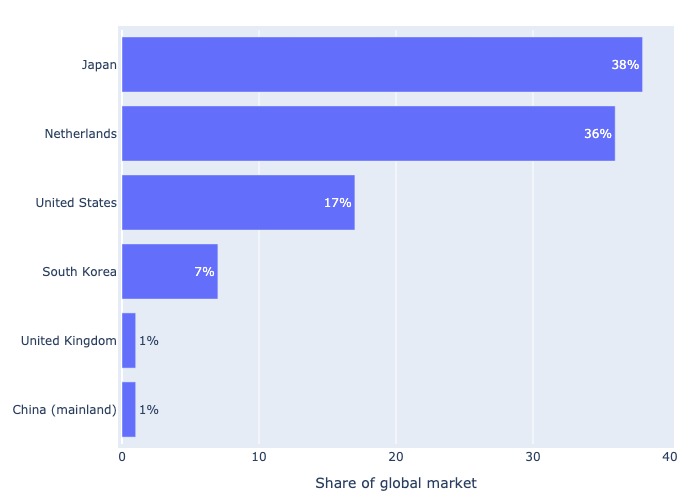 Japan 38%
Netherlands 36%
United States 17%
South Korea 7%
United Kingdom 1%
China (mainland) 1%
0 10 20 30 40
Share of global market